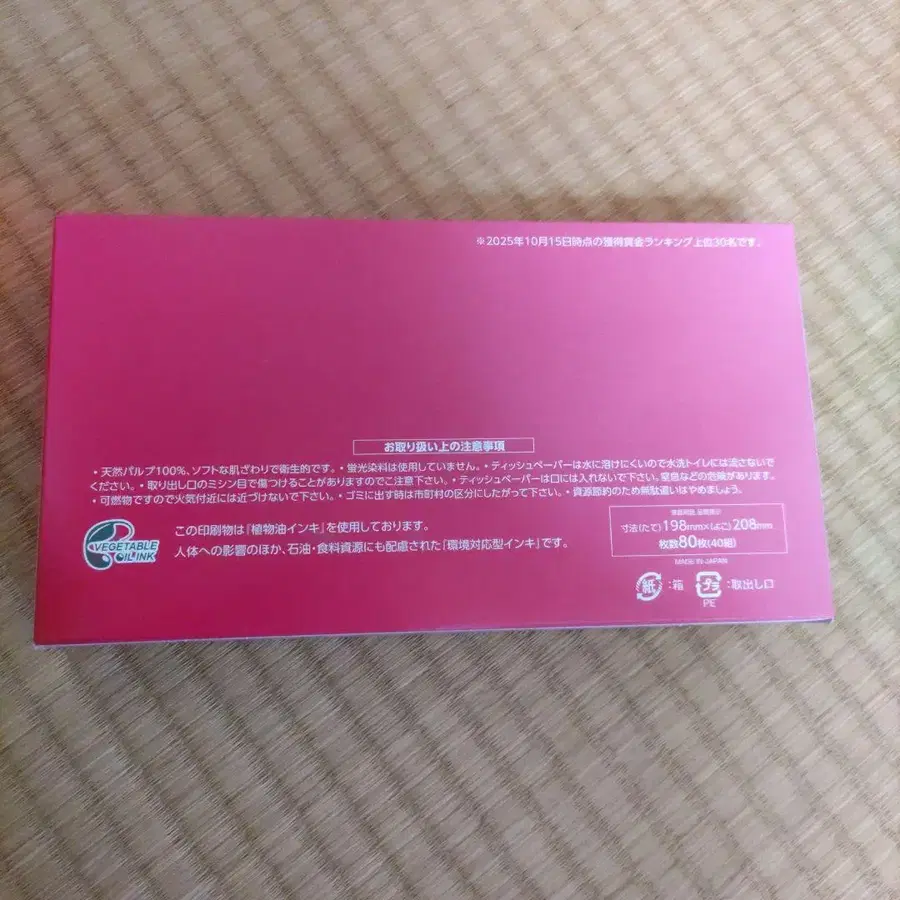 ※2025年10月15日時点の獲得賞金ランキング上位30名です。
お取り扱い上の注意事項
・天然パルプ100%、ソフトな肌ざわりで衛生的です。・蛍光染料は使用していません。・ティッシュペーパーは水に溶けにくいので水洗トイレには流さないで
ください。・取り出し口のミシン目で傷つけることがありますのでご注意下さい。・ティッシュペーパーは口には入れないで下さい。窒息などの危険があります。
・可燃物ですので火気付近には近づけないで下さい。・ゴミに出す時は市町村の区分にしたがって下さい。・資源節約のため無駄遣いはやめましょう。
VEGETABLE
OIL INK
この印刷物は「植物油インキ」を使用しております。
人体への影響のほか、石油・食料資源にも配慮された「環境対応型インキ」です。
家庭用品 品質表示
寸法(たて)198mm×(よこ)208mm
枚数80枚(40組)
MADE IN JAPAN
紙:箱 プラ:取出し口
PE